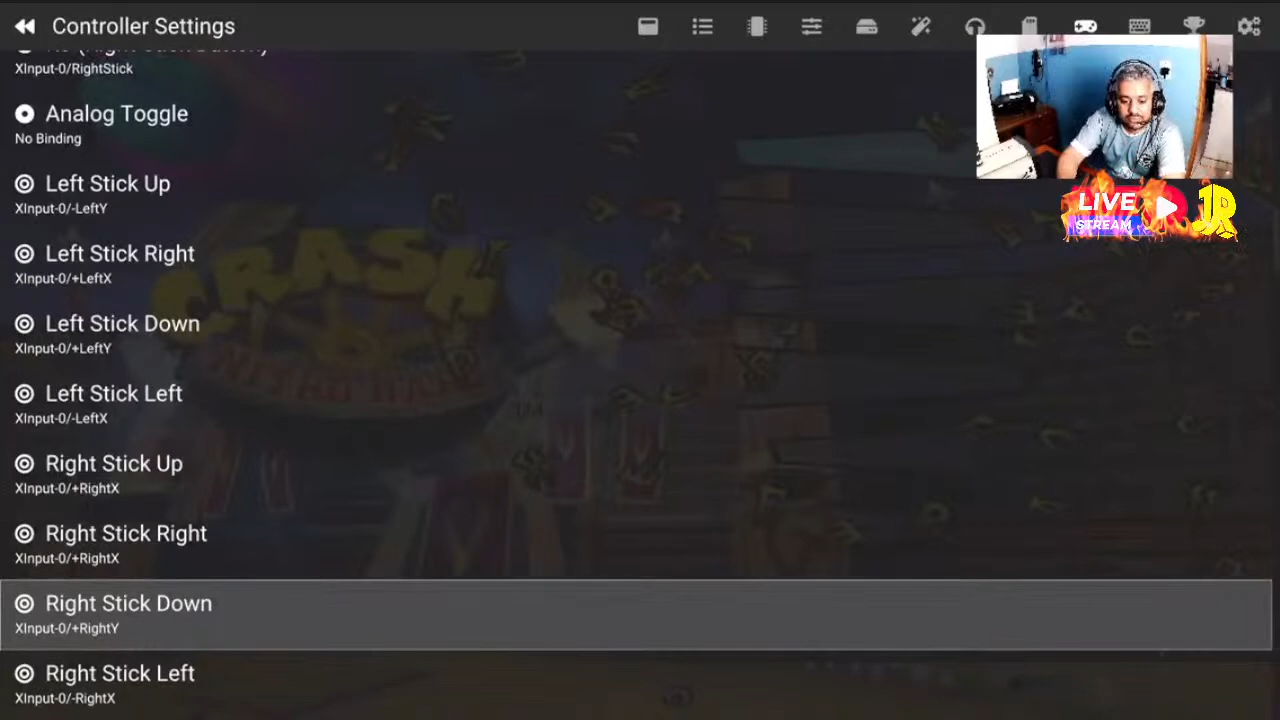 Controller Settings
XInput-0/RightStick
Analog Toggle
No Binding
Left Stick Up
XInput-0/-LeftY
Left Stick Right
XInput-0/+LeftX
Left Stick Down
XInput-0/+LeftY
Left Stick Left
XInput-0/-LeftX
Right Stick Up
XInput-0/+RightX
Right Stick Right
XInput-0/+RightX
Right Stick Down
XInput-0/+RightY
Right Stick Left
XInput-0/-RightX
LIVE
STREAM
JR
CRASH